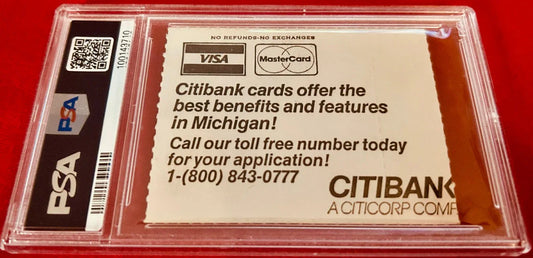 NO REFUNDS-NO EXCHANGES
VISA
MasterCard
Citibank cards offer the
best benefits and features
in Michigan!
Call our toll free number today
for your application!
1-(800) 843-0777
CITIBANK
A CITICORP COMP
PSA
PSA
100143710